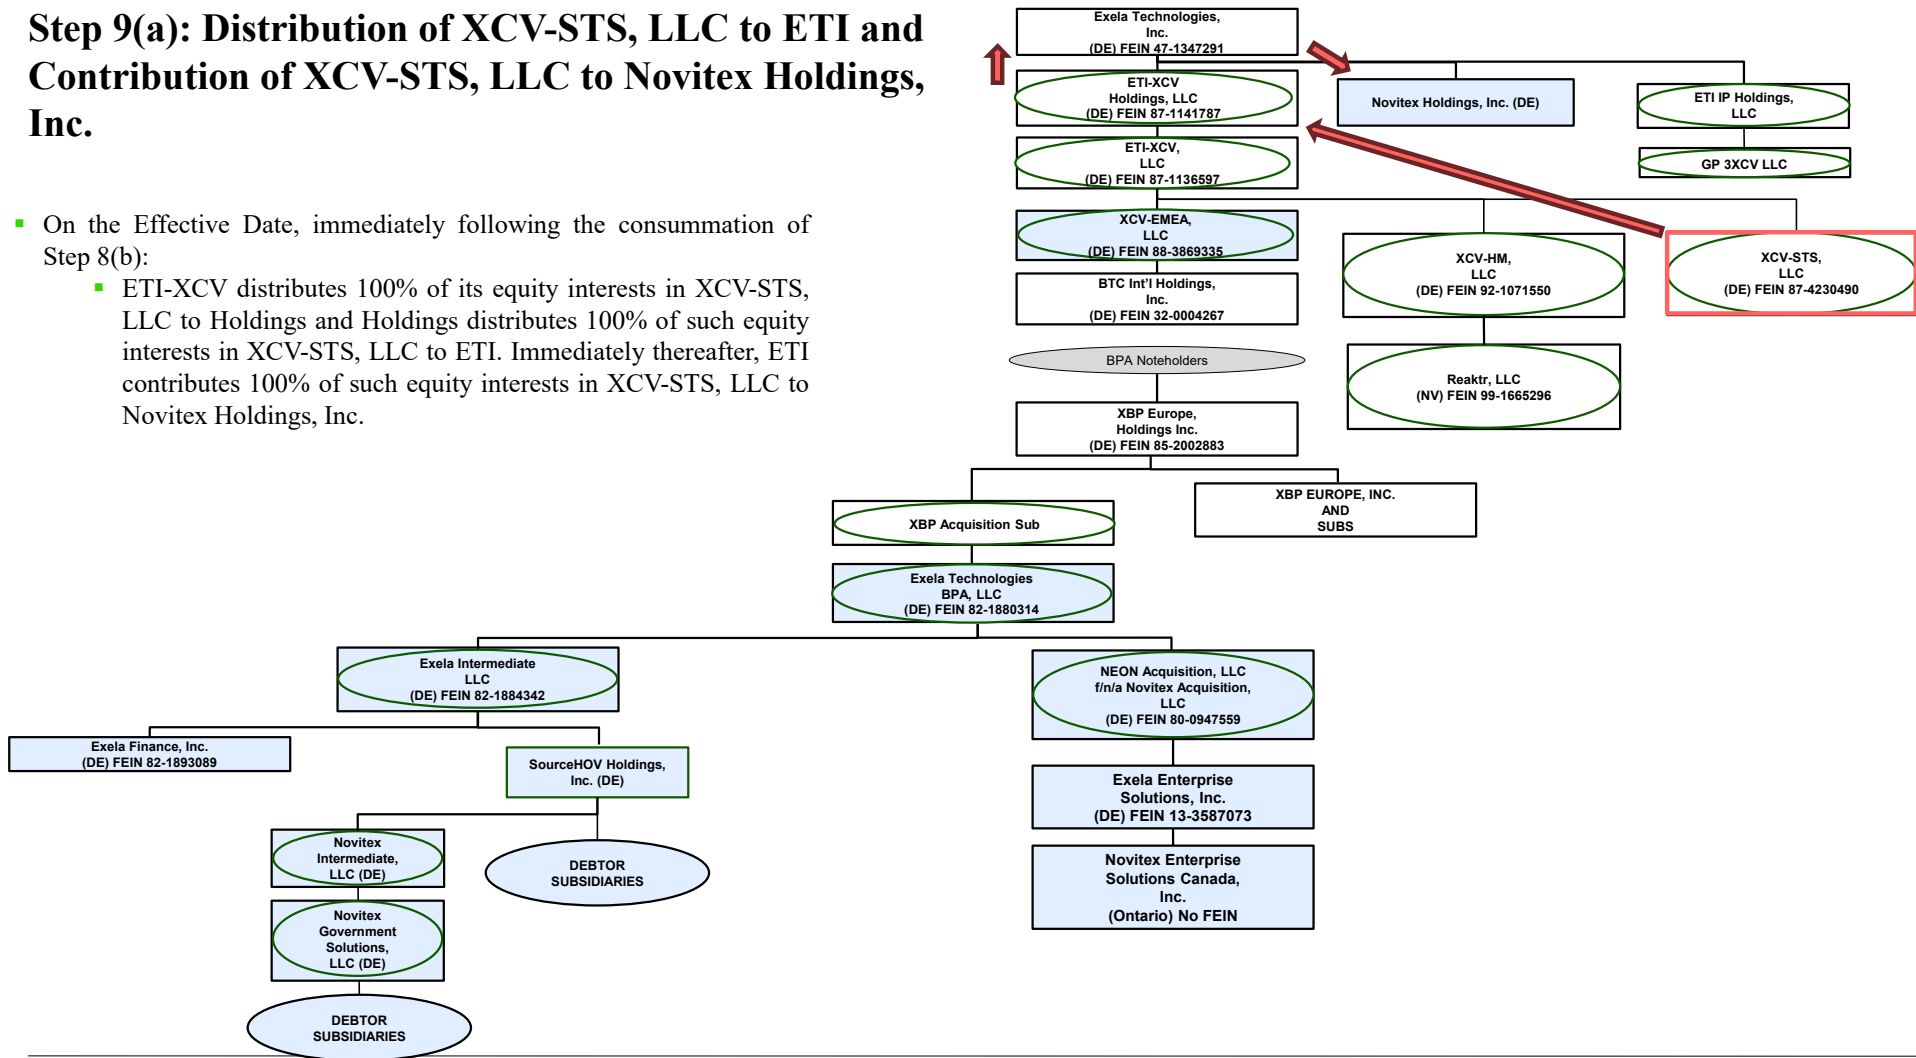 Step 9(a): Distribution of XCV-STS, LLC to ETI and
Contribution of XCV-STS, LLC to Novitex Holdings,
Inc.
On the Effective Date, immediately following the consummation of
Step 8(b):
ETI-XCV distributes 100% of its equity interests in XCV-STS,
LLC to Holdings and Holdings distributes 100% of such equity
interests in XCV-STS, LLC to ETI. Immediately thereafter, ETI
contributes 100% of such equity interests in XCV-STS, LLC to
Novitex Holdings, Inc.
Exela Technologies,
Inc.
(DE) FEIN 47-1347291
ETI-XCV
Holdings, LLC
(DE) FEIN 87-1141787
Novitex Holdings, Inc. (DE)
ETI IP Holdings,
LLC
ETI-XCV,
LLC
(DE) FEIN 87-1136597
GP 3XCV LLC
XCV-EMEA,
LLC
(DE) FEIN 88-3869335
XCV-HM,
LLC
(DE) FEIN 92-1071550
XCV-STS,
LLC
(DE) FEIN 87-4230490
BTC Int'l Holdings,
Inc.
(DE) FEIN 32-0004267
BPA Noteholders
Reaktr, LLC
(NV) FEIN 99-1665296
XBP Europe,
Holdings Inc.
(DE) FEIN 85-2002883
XBP Acquisition Sub
XBP EUROPE, INC.
AND
SUBS
Exela Technologies
BPA, LLC
(DE) FEIN 82-1880314
Exela Intermediate
LLC
(DE) FEIN 82-1884342
NEON Acquisition, LLC
f/n/a Novitex Acquisition,
LLC
(DE) FEIN 80-0947559
Exela Finance, Inc.
(DE) FEIN 82-1893089
SourceHOV Holdings,
Inc. (DE)
Exela Enterprise
Solutions, Inc.
(DE) FEIN 13-3587073
Novitex
Intermediate,
LLC (DE)
DEBTOR
SUBSIDIARIES
Novitex Enterprise
Solutions Canada,
Inc.
(Ontario) No FEIN
Novitex
Government
Solutions,
LLC (DE)
DEBTOR
SUBSIDIARIES